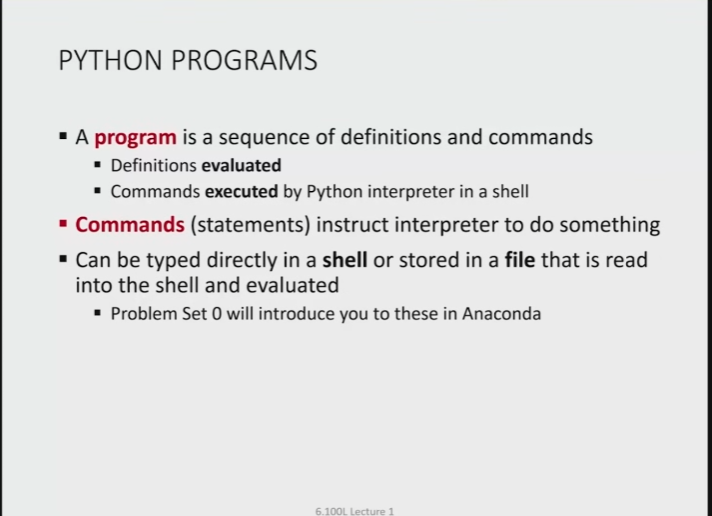 PYTHON PROGRAMS
▪ A program is a sequence of definitions and commands
▪ Definitions evaluated
▪ Commands executed by Python interpreter in a shell
▪ Commands (statements) instruct interpreter to do something
▪ Can be typed directly in a shell or stored in a file that is read
into the shell and evaluated
▪ Problem Set 0 will introduce you to these in Anaconda
6.100L Lecture 1